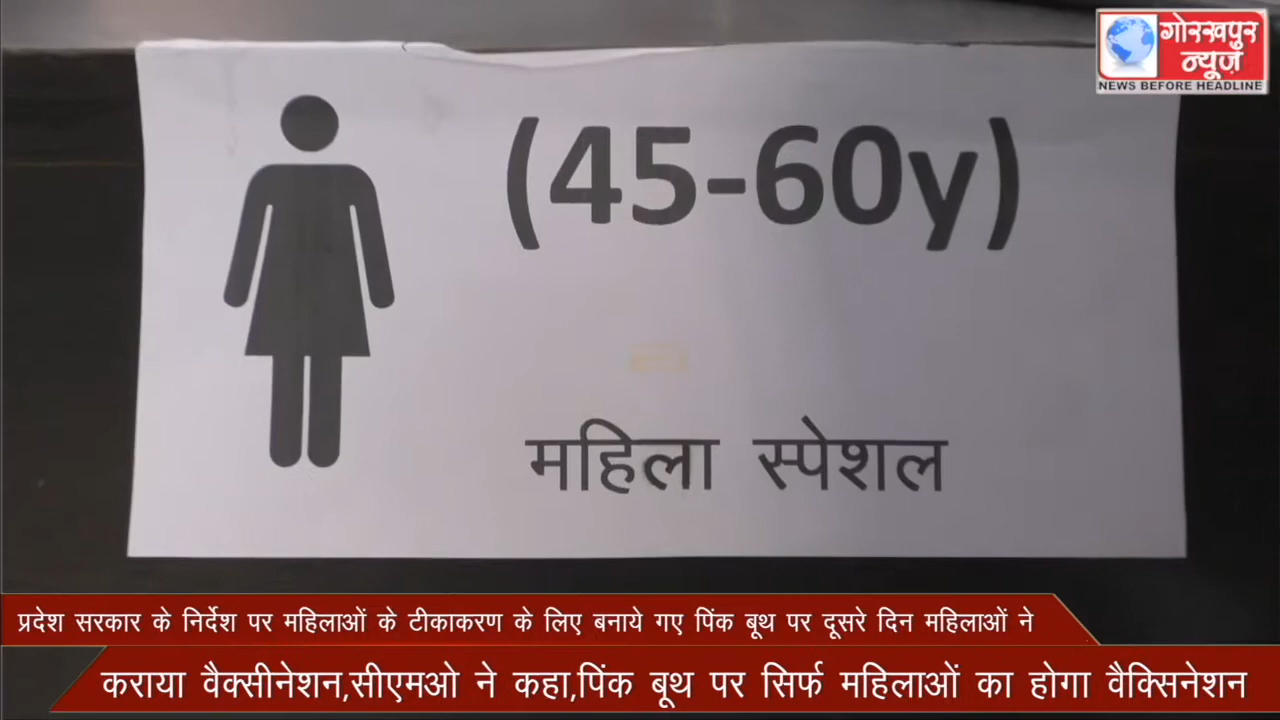 गोरखपुर
न्यूज़
NEWS BEFORE HEADLINE
(45-60y)
महिला स्पेशल
प्रदेश सरकार के निर्देश पर महिलाओं के टीकाकरण के लिए बनाये गए पिंक बूथ पर दूसरे दिन महिलाओं ने
कराया वैक्सीनेशन,सीएमओ ने कहा,पिंक बूथ पर सिर्फ महिलाओं का होगा वैक्सिनेशन